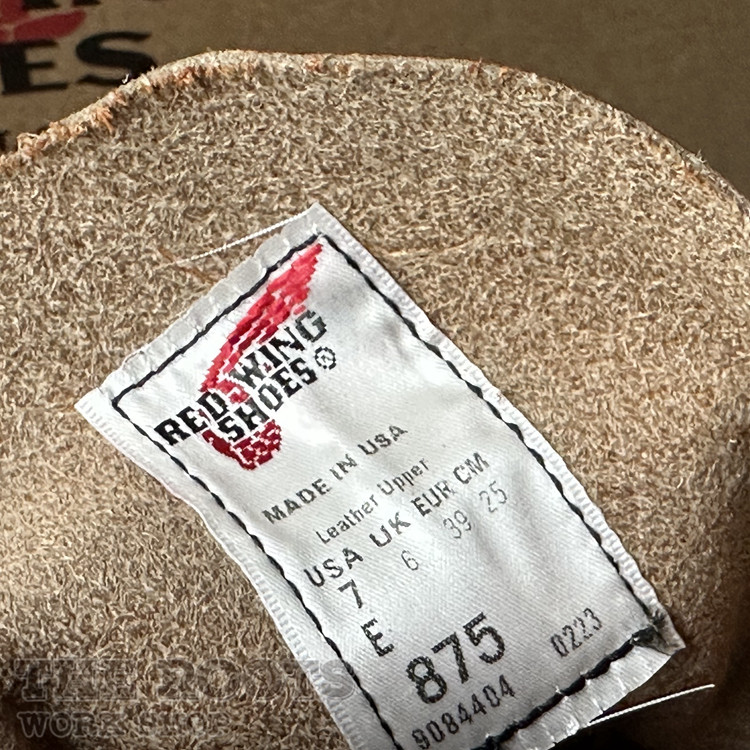 ES
RED WING
SHOES®
MADE IN USA
Leather Upper
USA UK EUR CM
7 6 39 25
E
875 0223
9084404
THE BOOTS
WORK SHOP